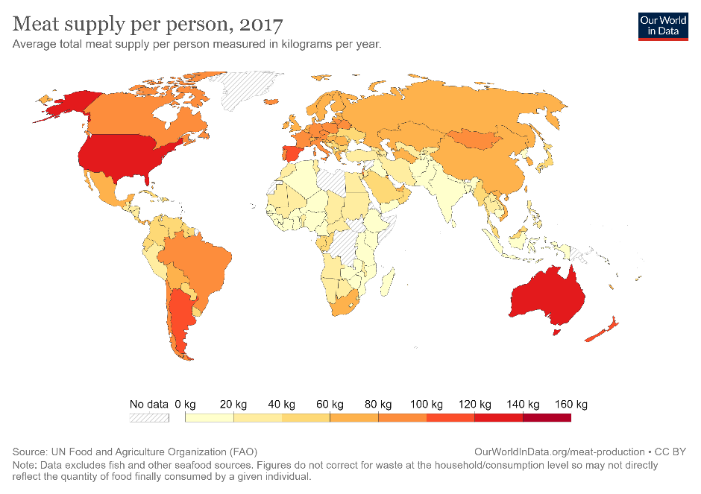 Meat supply per person, 2017
Average total meat supply per person measured in kilograms per year.
Our World
in Data
No data 0 kg 20 kg 40 kg 60 kg 80 kg 100 kg 120 kg 140 kg 160 kg
Source: UN Food and Agriculture Organization (FAO) OurWorldInData.org/meat-production • CC BY
Note: Data excludes fish and other seafood sources. Figures do not correct for waste at the household/consumption level so may not directly
reflect the quantity of food finally consumed by a given individual.